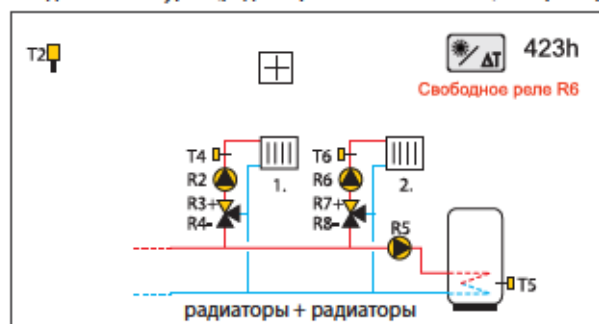 T2
ΔT 423h
Свободное реле R6
T4
T6
R2
1.
R6
2.
R3+
R4-
R7+
R8-
R5
T5
радиаторы + радиаторы